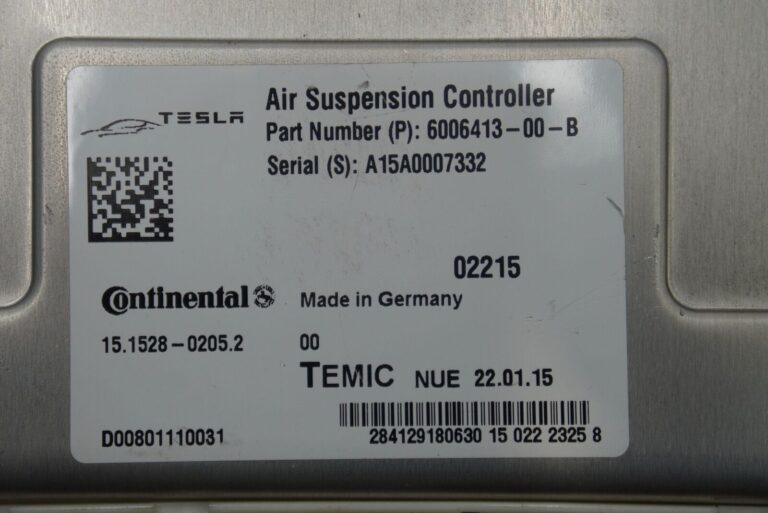 TESLA
Air Suspension Controller
Part Number (P): 6006413-00-B
Serial (S): A15A0007332
02215
Continental
Made in Germany
15.1528-0205.2
00
TEMIC NUE 22.01.15
D00801110031
284129180630 15 022 2325 8